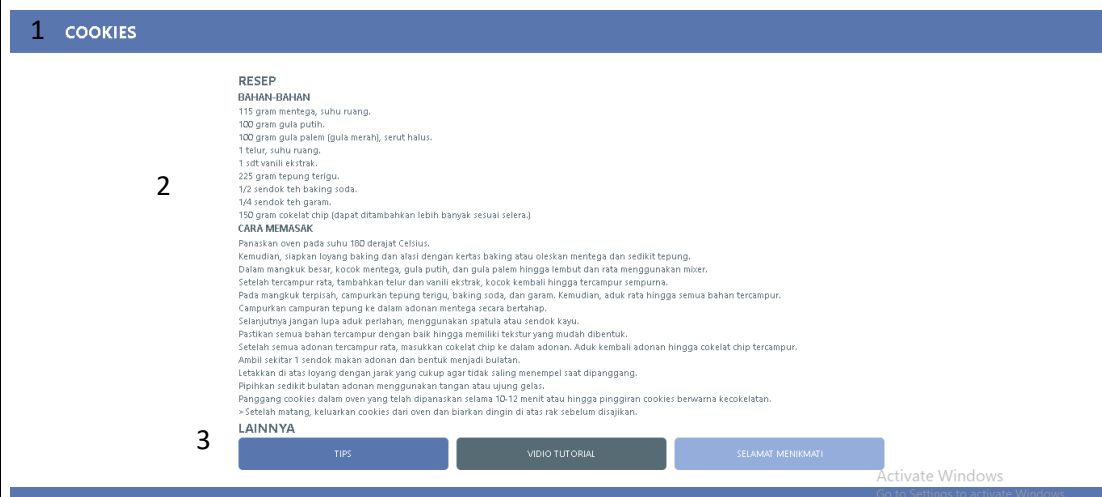 1 COOKIES
RESEP
BAHAN-BAHAN
115 gram mentega, suhu ruang.
100 gram gula putih.
100 gram gula palem (gula merah), serut halus.
1 telur, suhu ruang.
1 sdt vanili ekstrak.
225 gram tepung terigu.
2
1/2 sendok teh baking soda.
1/4 sendok teh garam.
150 gram cokelat chip (dapat ditambahkan lebih banyak sesuai selera.)
CARA MEMASAK
Panaskan oven pada suhu 180 derajat Celsius.
Kemudian, siapkan loyang baking dan alasi dengan kertas baking atau oleskan mentega dan sedikit tepung.
Dalam mangkuk besar, kocok mentega, gula putih, dan gula palem hingga lembut dan rata menggunakan mixer.
Setelah tercampur rata, tambahkan telur dan vanili ekstrak, kocok kembali hingga tercampur sempurna.
Pada mangkuk terpisah, campurkan tepung terigu, baking soda, dan garam. Kemudian, aduk rata hingga semua bahan tercampur.
Campurkan campuran tepung ke dalam adonan mentega secara bertahap.
Selanjutnya jangan lupa aduk perlahan, menggunakan spatula atau sendok kayu.
Pastikan semua bahan tercampur dengan baik hingga memiliki tekstur yang mudah dibentuk.
Setelah semua adonan tercampur rata, masukkan cokelat chip ke dalam adonan. Aduk kembali adonan hingga cokelat chip tercampur.
Ambil sekitar 1 sendok makan adonan dan bentuk menjadi bulatan.
Letakkan di atas loyang dengan jarak yang cukup agar tidak saling menempel saat dipanggang.
Pipihkan sedikit bulatan adonan menggunakan tangan atau ujung gelas.
Panggang cookies dalam oven yang telah dipanaskan selama 10-12 menit atau hingga pinggiran cookies berwarna kecokelatan.
> Setelah matang, keluarkan cookies dari oven dan biarkan dingin di atas rak sebelum disajikan.
LAINNYA
3
TIPS
VIDIO TUTORIAL
SELAMAT MENIKMATI
Activate Windows
Go to Settings to activate Windows.